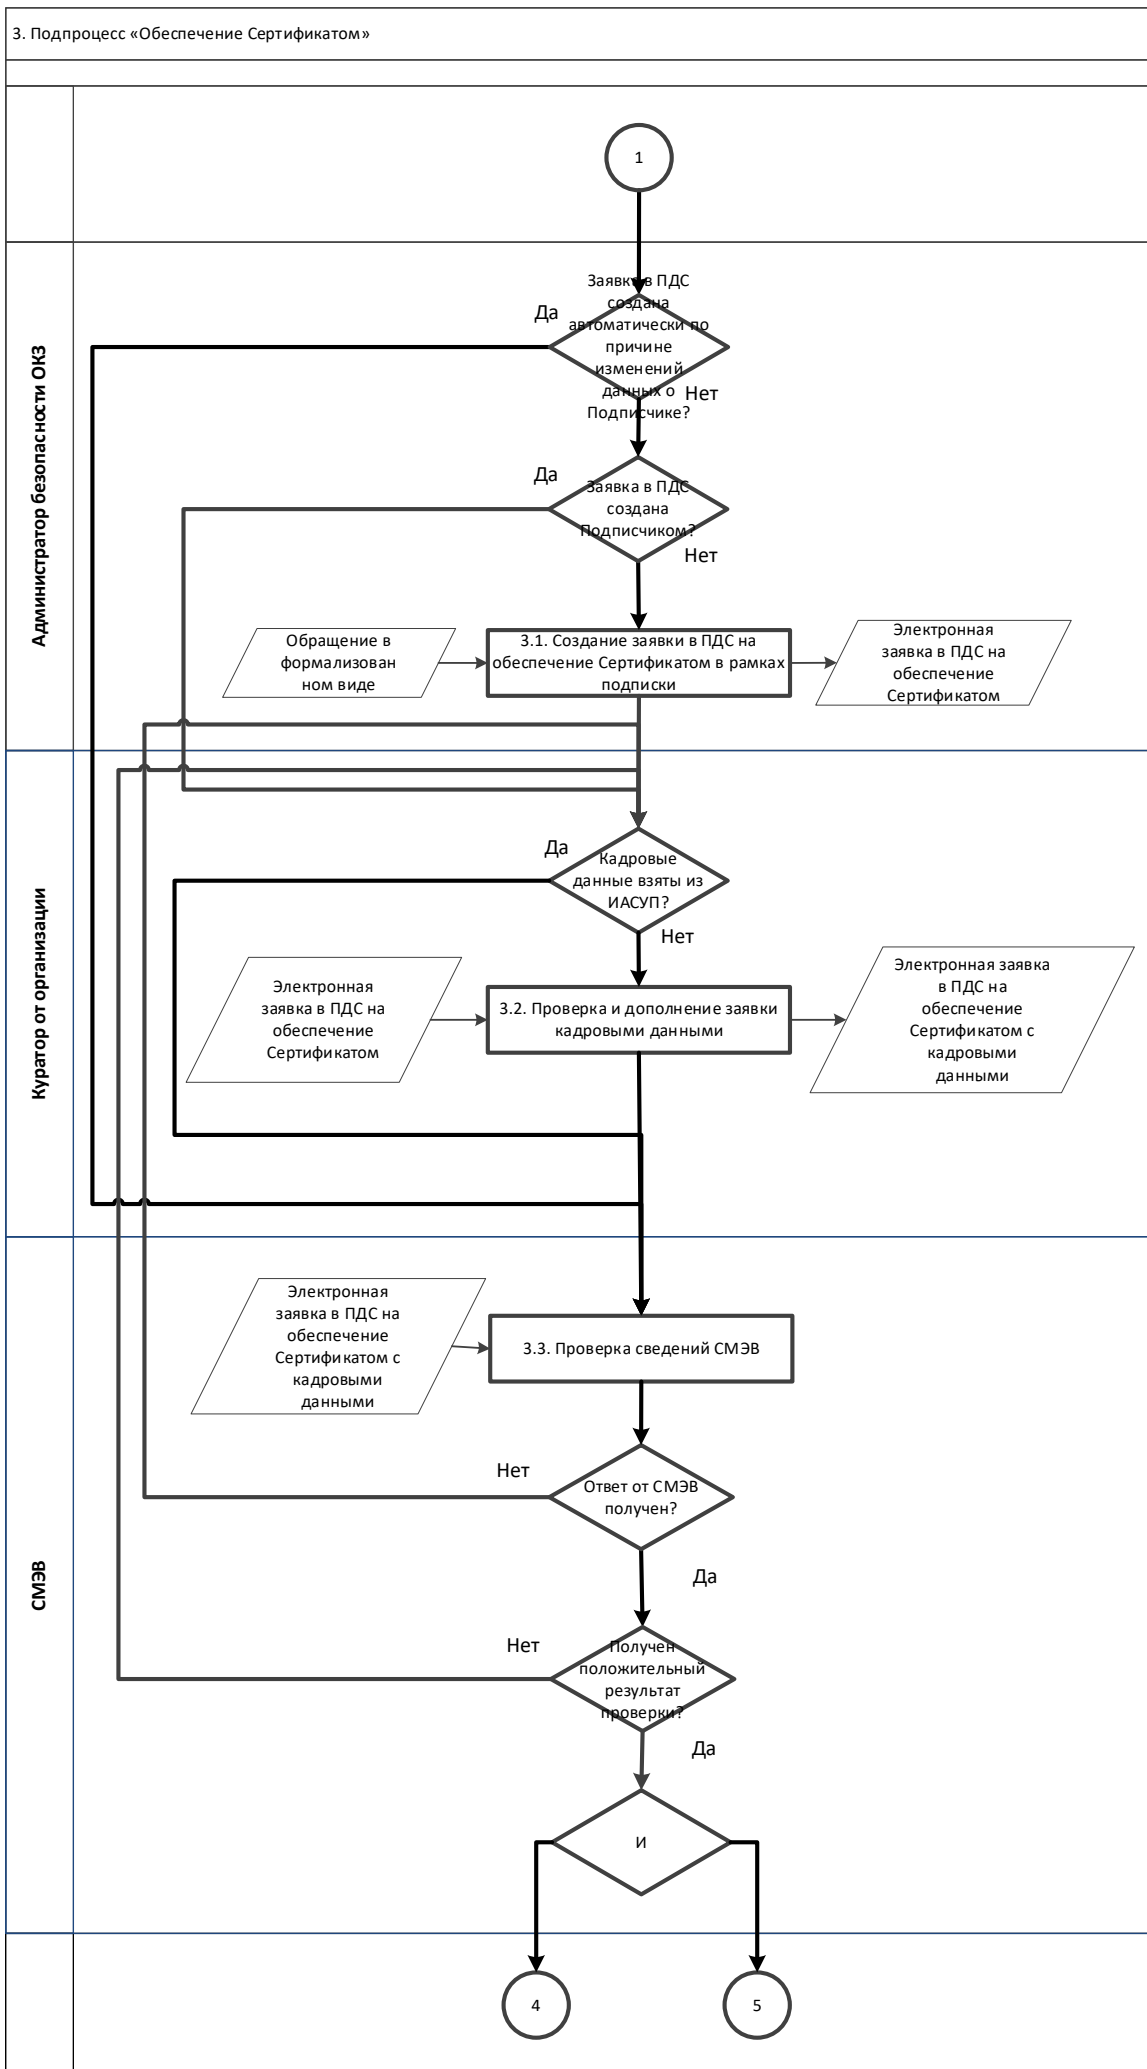 3. Подпроцесс «Обеспечение Сертификатом»
1
Администратор безопасности ОКЗ
Заявка в ПДС
создана
автоматически по
причине
изменений
данных о
Подписчике?
Да
Нет
Заявка в ПДС
создана
Подписчиком?
Да
Нет
Обращение в
формализован
ном виде
3.1. Создание заявки в ПДС на
обеспечение Сертификатом в рамках
подписки
Электронная
заявка в ПДС на
обеспечение
Сертификатом
Куратор от организации
Да
Кадровые
данные взяты из
ИАСУП?
Нет
Электронная
заявка в ПДС на
обеспечение
Сертификатом
3.2. Проверка и дополнение заявки
кадровыми данными
Электронная заявка
в ПДС на
обеспечение
Сертификатом с
кадровыми
данными
СМЭВ
Электронная
заявка в ПДС на
обеспечение
Сертификатом с
кадровыми
данными
3.3. Проверка сведений СМЭВ
Нет
Ответ от СМЭВ
получен?
Да
Нет
Получен
положительный
результат
проверки?
Да
И
4
5